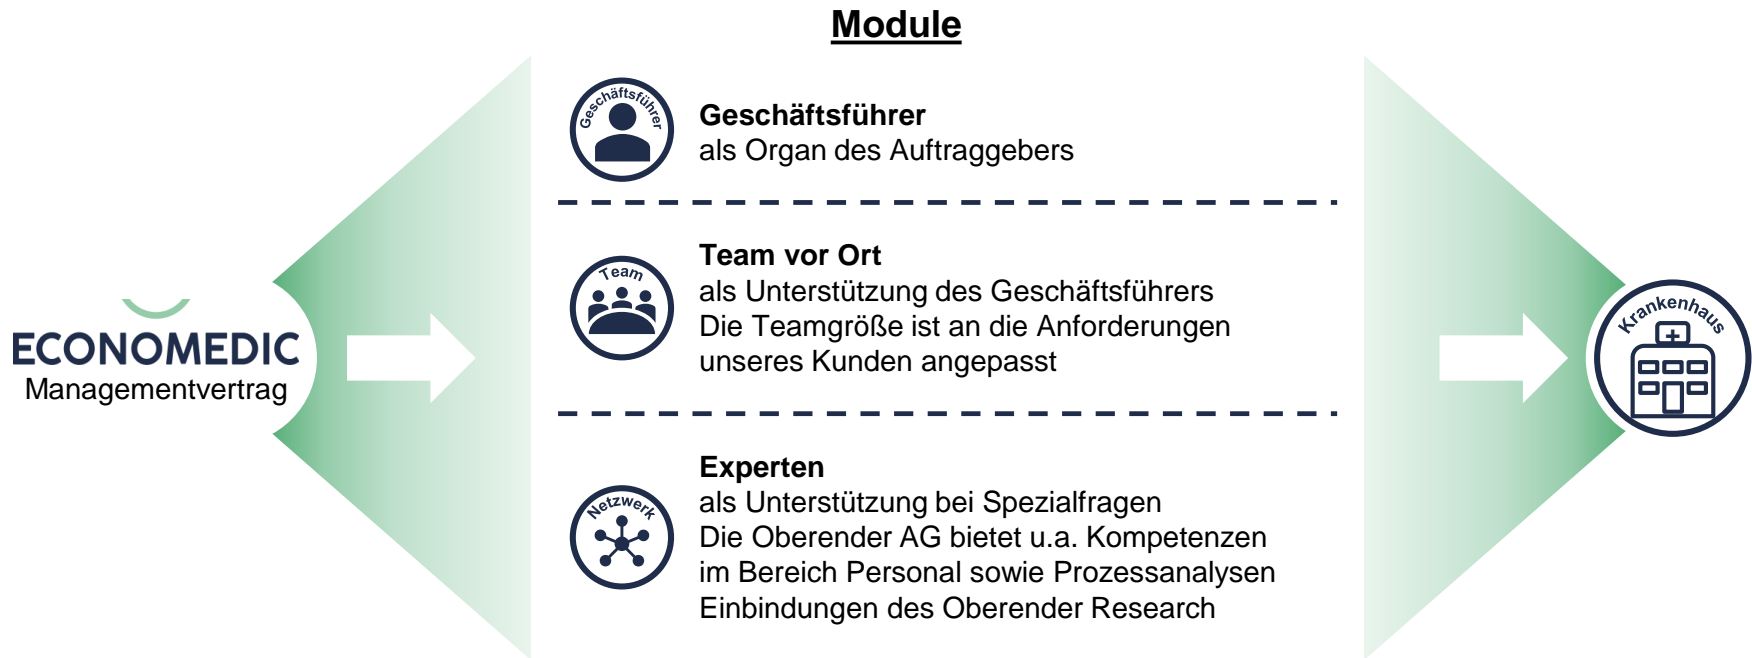 Module
Geschäftsführer
Geschäftsführer
als Organ des Auftraggebers
Team
Team vor Ort
als Unterstützung des Geschäftsführers
Die Teamgröße ist an die Anforderungen
unseres Kunden angepasst
ECONOMEDIC
Managementvertrag
Krankenhaus
Netzwerk
Experten
als Unterstützung bei Spezialfragen
Die Oberender AG bietet u.a. Kompetenzen
im Bereich Personal sowie Prozessanalysen
Einbindungen des Oberender Research